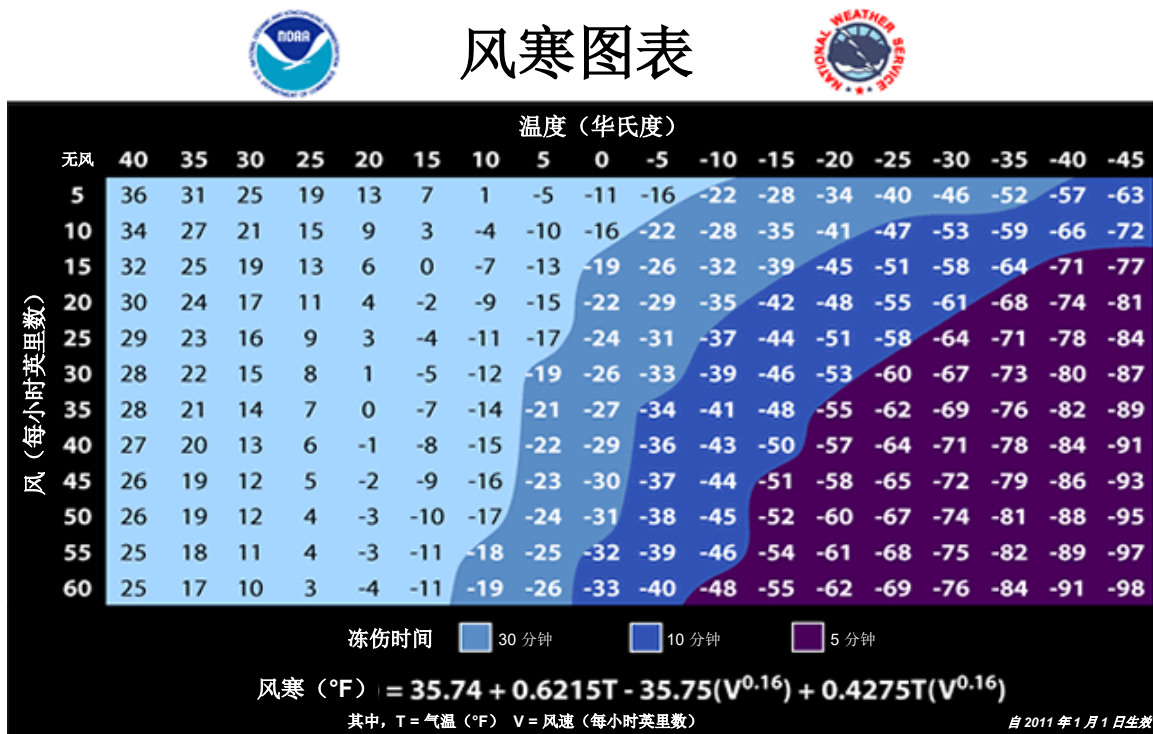 NOAA
风寒图表
NATIONAL WEATHER SERVICE
温度（华氏度）
无风 40 35 30 25 20 15 10 5 0 -5 -10 -15 -20 -25 -30 -35 -40 -45
5 36 31 25 19 13 7 1 -5 -11 -16 -22 -28 -34 -40 -46 -52 -57 -63
10 34 27 21 15 9 3 -4 -10 -16 -22 -28 -35 -41 -47 -53 -59 -66 -72
15 32 25 19 13 6 0 -7 -13 -19 -26 -32 -39 -45 -51 -58 -64 -71 -77
20 30 24 17 11 4 -2 -9 -15 -22 -29 -35 -42 -48 -55 -61 -68 -74 -81
25 29 23 16 9 3 -4 -11 -17 -24 -31 -37 -44 -51 -58 -64 -71 -78 -84
30 28 22 15 8 1 -5 -12 -19 -26 -33 -39 -46 -53 -60 -67 -73 -80 -87
35 28 21 14 7 0 -7 -14 -21 -27 -34 -41 -48 -55 -62 -69 -76 -82 -89
40 27 20 13 6 -1 -8 -15 -22 -29 -36 -43 -50 -57 -64 -71 -78 -84 -91
45 26 19 12 5 -2 -9 -16 -23 -30 -37 -44 -51 -58 -65 -72 -79 -86 -93
50 26 19 12 4 -3 -10 -17 -24 -31 -38 -45 -52 -60 -67 -74 -81 -88 -95
55 25 18 11 4 -3 -11 -18 -25 -32 -39 -46 -54 -61 -68 -75 -82 -89 -97
60 25 17 10 3 -4 -11 -19 -26 -33 -40 -48 -55 -62 -69 -76 -84 -91 -98
风（每小时英里数）
冻伤时间 30 分钟 10 分钟 5 分钟
风寒（°F） = 35.74 + 0.6215T - 35.75(V^0.16) + 0.4275T(V^0.16)
其中，T = 气温（°F） V = 风速（每小时英里数）
自 2011 年 1 月 1 日生效